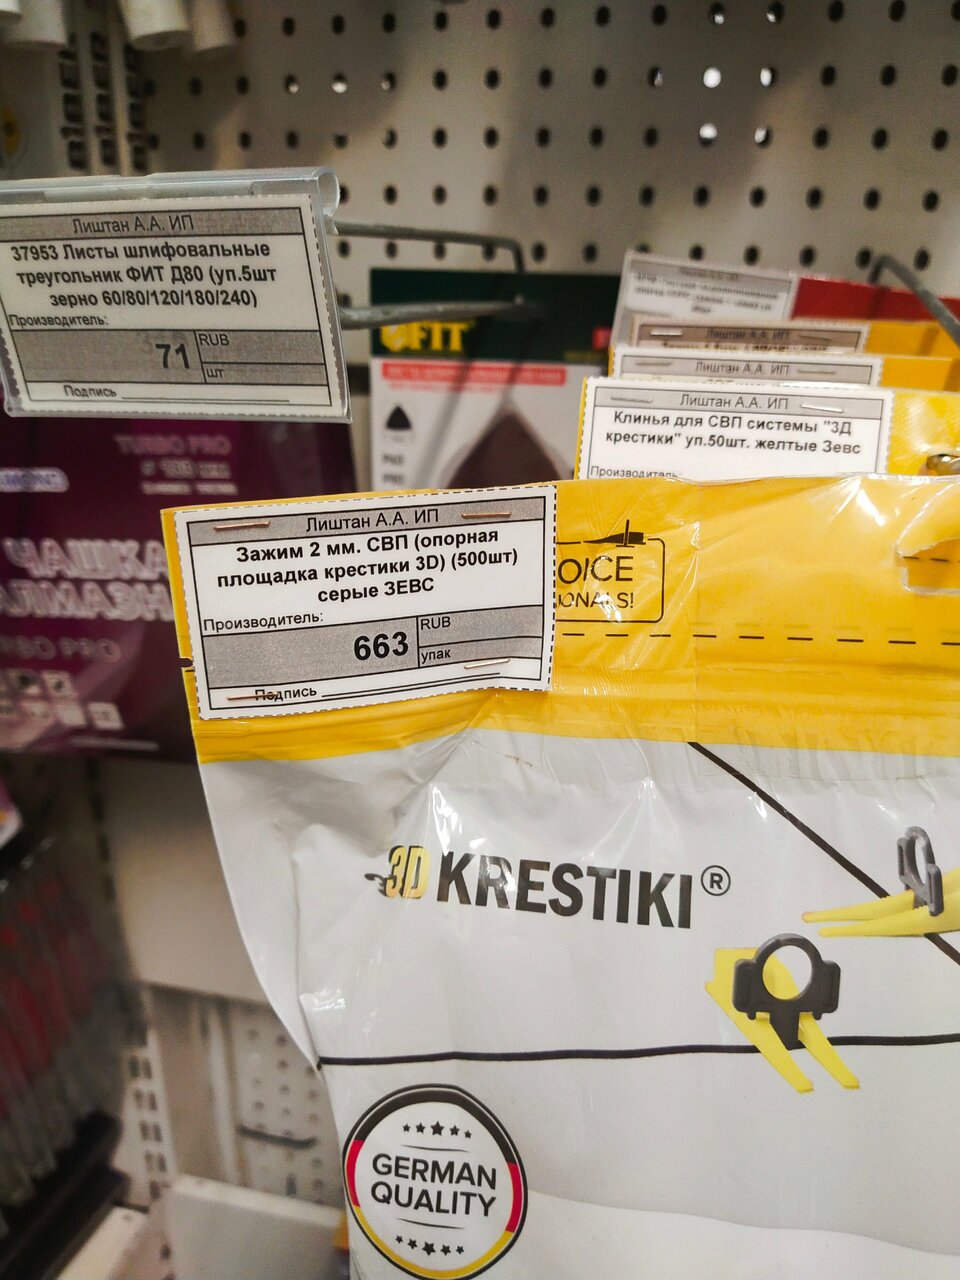 Лиштан А.А. ИП
37953 Листы шлифовальные
треугольник ФИТ Д80 (уп.5шт
зерно 60/80/120/180/240)
Производитель:
71
RUB
шт
Подпись
FIT
Лиштан А.А. ИП
Лиштан А.А. ИП
Лиштан А.А. ИП
Клинья для СВП системы "3Д
крестики" уп.50шт. желтые Зевс
Производитель:
TURBO PRO
ЧАШКА
Лиштан А.А. ИП
Зажим 2 мм. СВП (опорная
площадка крестики 3D) (500шт)
серые ЗЕВС
Производитель:
663
RUB
упак
Подпись
OICE
ONALS!
3D KRESTIKI®
GERMAN
QUALITY